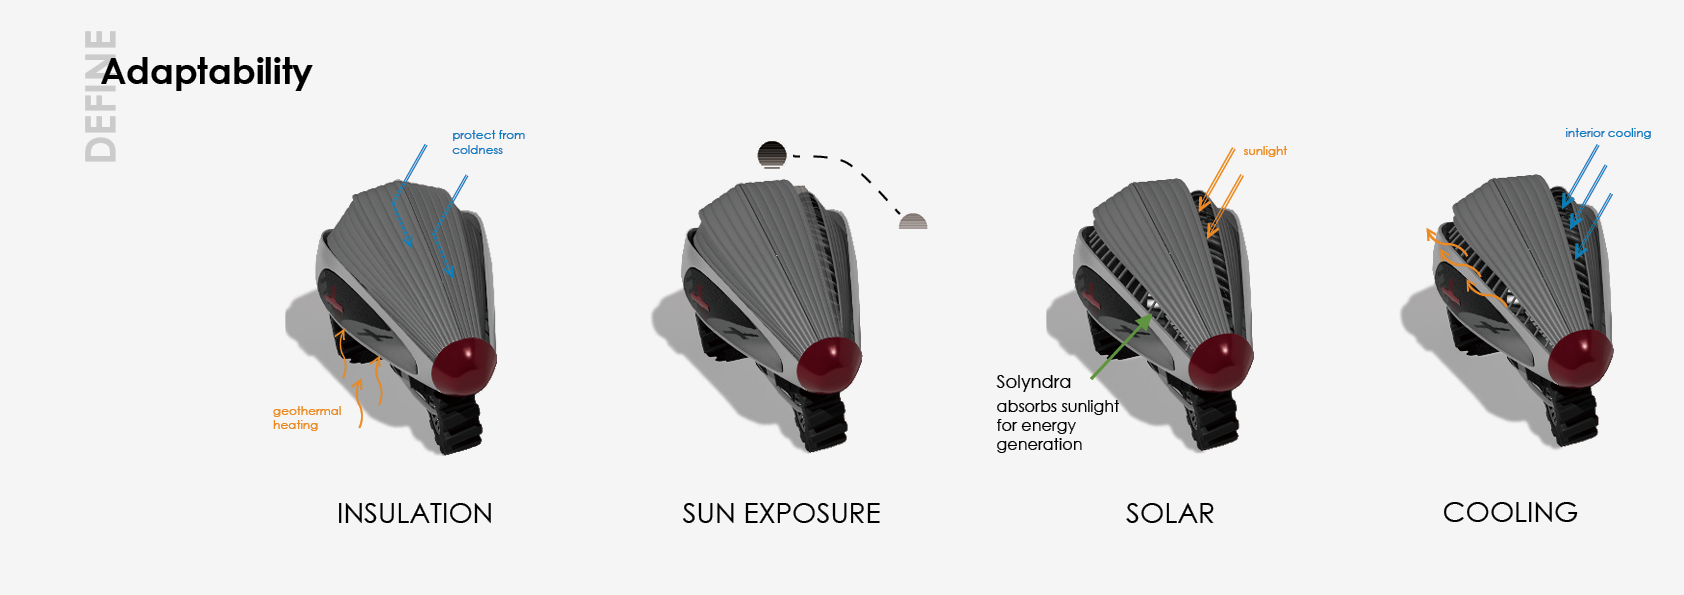 DEFINE
Adaptability
protect from
coldness
geothermal
heating
INSULATION
SUN EXPOSURE
sunlight
Solyndra
absorbs sunlight
for energy
generation
SOLAR
interior cooling
COOLING